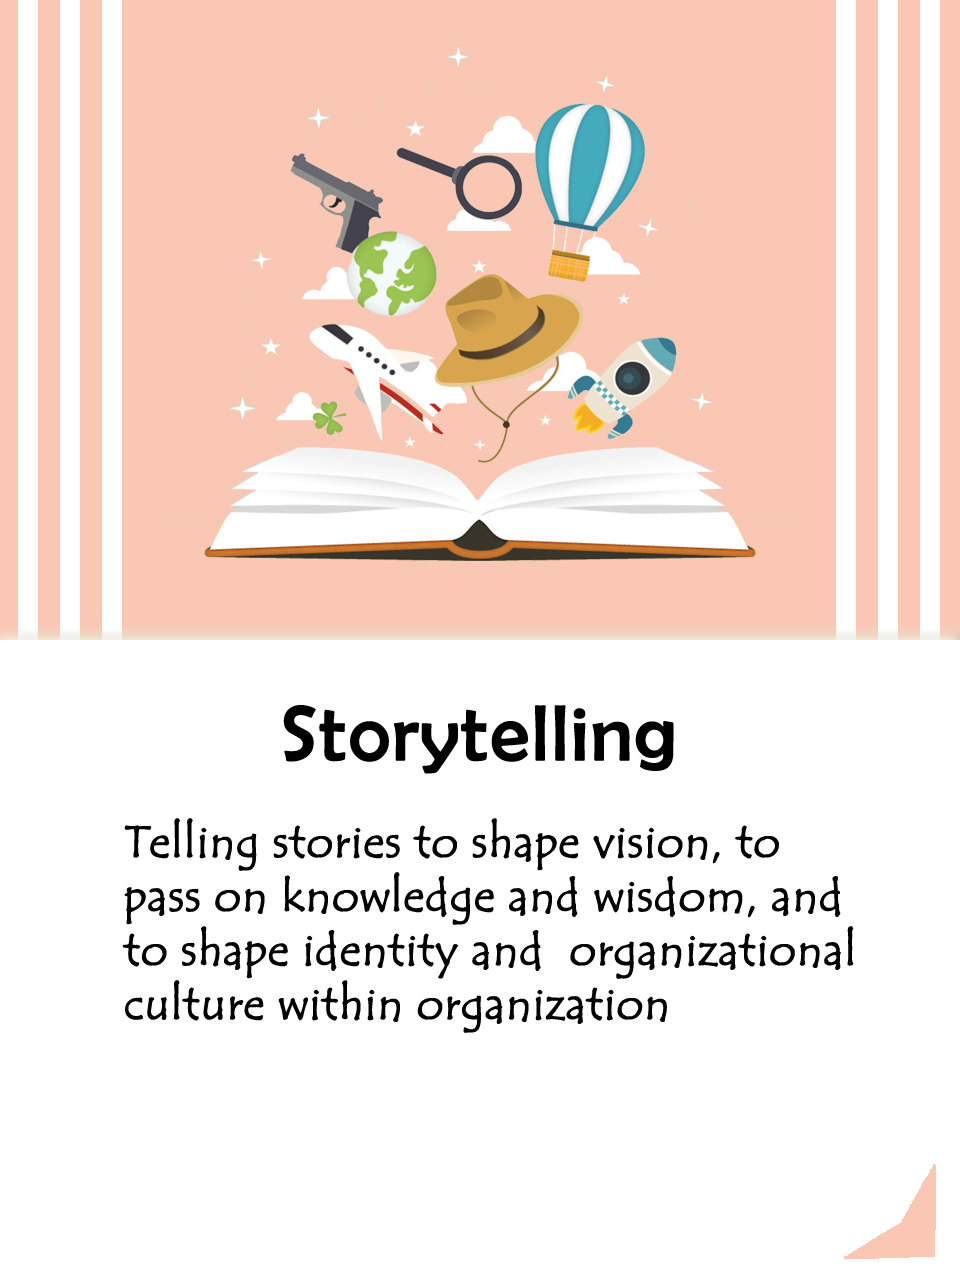 Storytelling
Telling stories to shape vision, to
pass on knowledge and wisdom, and
to shape identity and  organizational
culture within organization